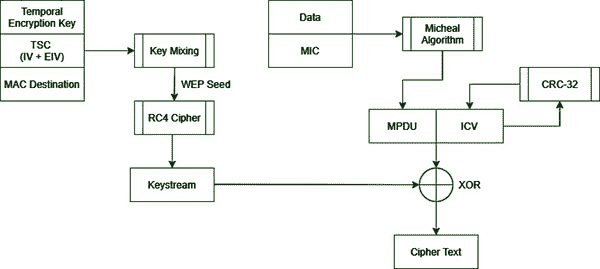 Temporal
Encryption Key
TSC
(IV + EIV)
MAC Destination
Key Mixing
WEP Seed
RC4 Cipher
Keystream
Data
MIC
Micheal
Algorithm
MPDU
ICV
CRC-32
XOR
Cipher Text